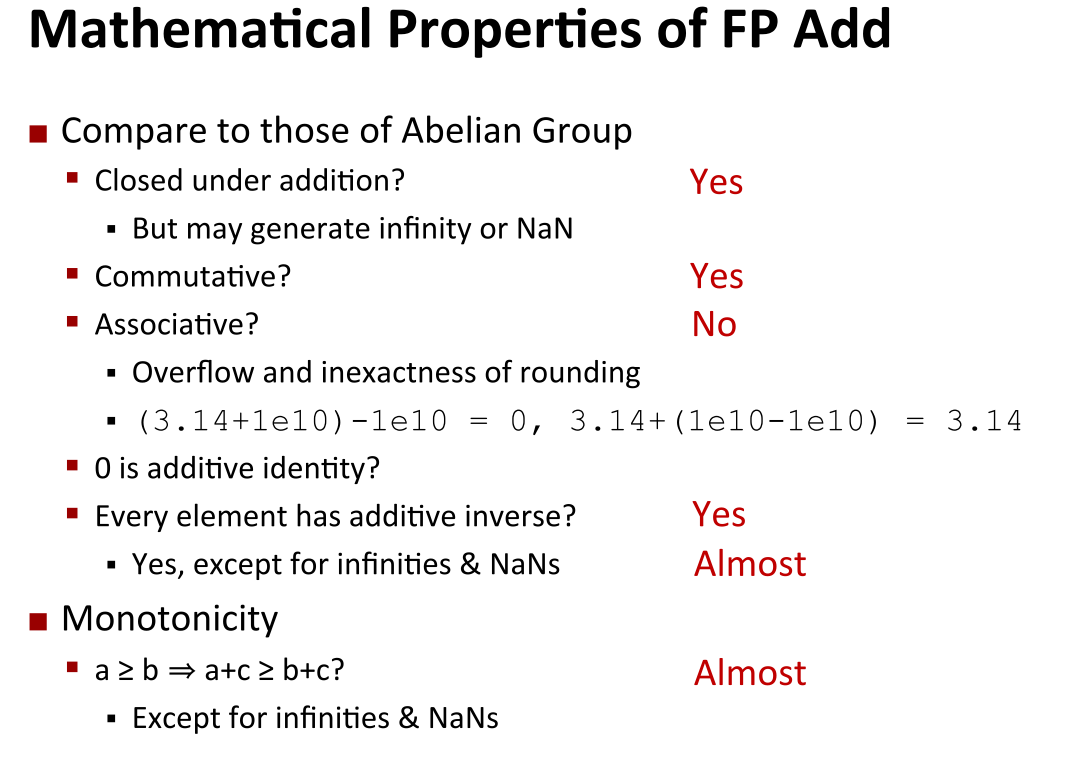 Mathematical Properties of FP Add
Compare to those of Abelian Group
Closed under addition? Yes
But may generate infinity or NaN
Commutative? Yes
Associative? No
Overflow and inexactness of rounding
(3.14+1e10)-1e10 = 0, 3.14+(1e10-1e10) = 3.14
0 is additive identity?
Every element has additive inverse? Yes
Yes, except for infinities & NaNs Almost
Monotonicity
a ≥ b ⇒ a+c ≥ b+c? Almost
Except for infinities & NaNs